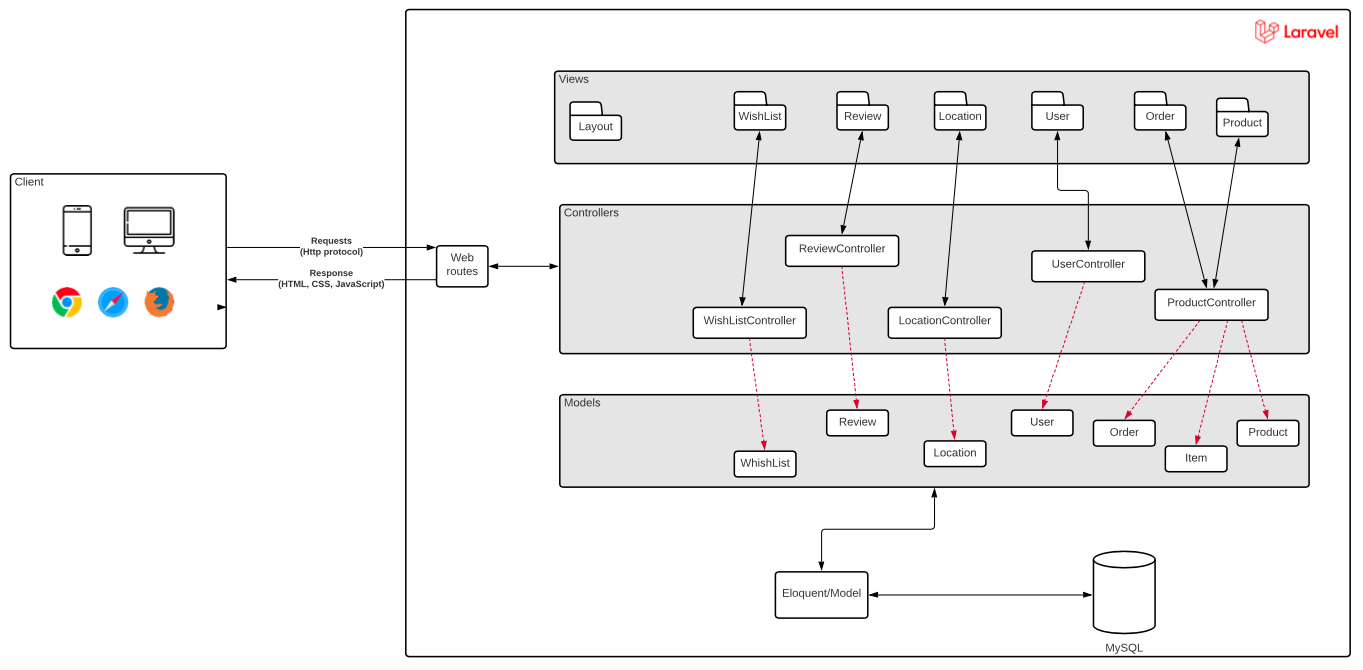 Laravel
Views
Layout
WishList
Review
Location
User
Order
Product
Client
Requests
(Http protocol)
Response
(HTML, CSS, JavaScript)
Web
routes
Controllers
ReviewController
UserController
ProductController
WishListController
LocationController
Models
Review
User
Order
Product
WhishList
Location
Item
Eloquent/Model
MySQL